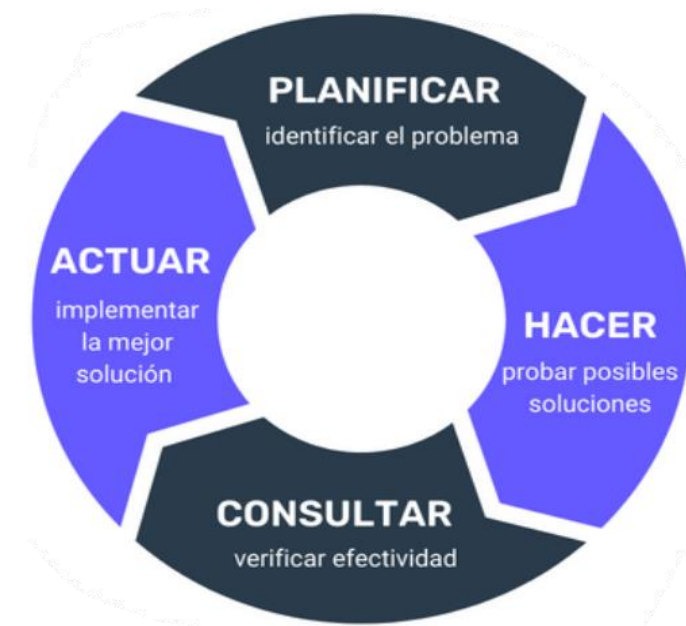 PLANIFICAR
identificar el problema
HACER
probar posibles
soluciones
CONSULTAR
verificar efectividad
ACTUAR
implementar
la mejor
solución